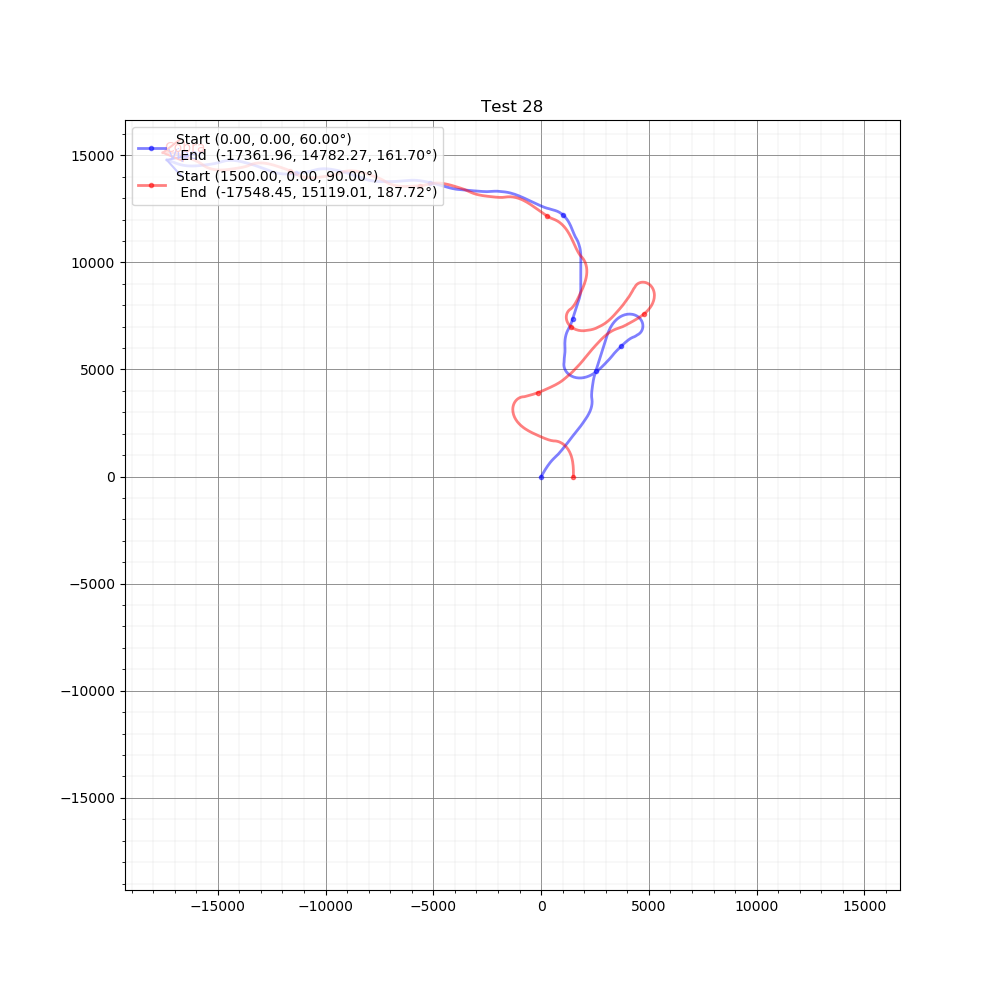 Test 28
Start (0.00, 0.00, 60.00°)
End (-17361.96, 14782.27, 161.70°)
Start (1500.00, 0.00, 90.00°)
End (-17548.45, 15119.01, 187.72°)
15000
10000
5000
0
−5000
−10000
−15000
−15000 −10000 −5000 0 5000 10000 15000